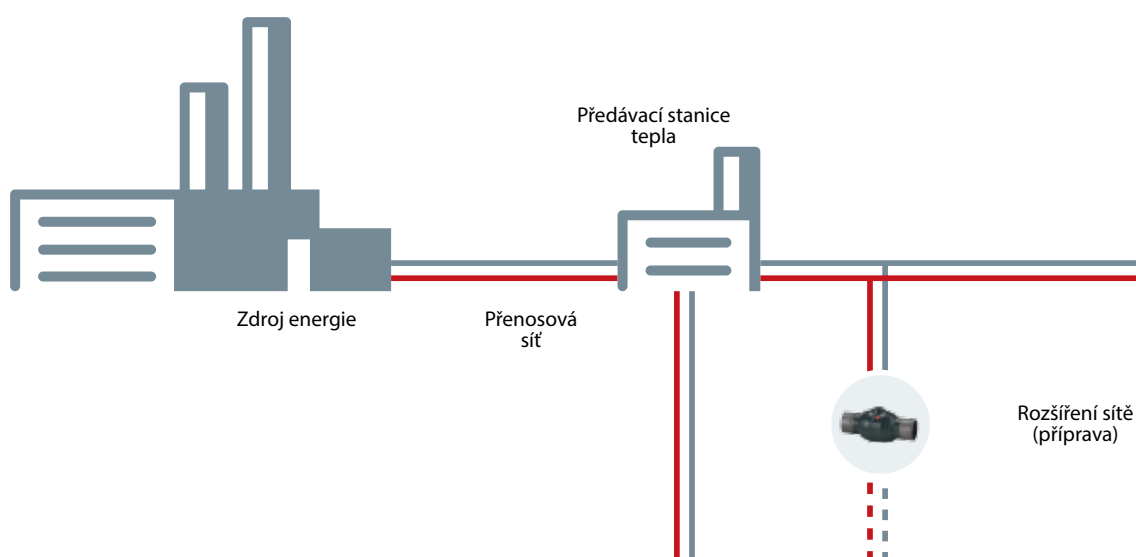 Předávací stanice
tepla
Zdroj energie
Přenosová
síť
Rozšíření sítě
(příprava)